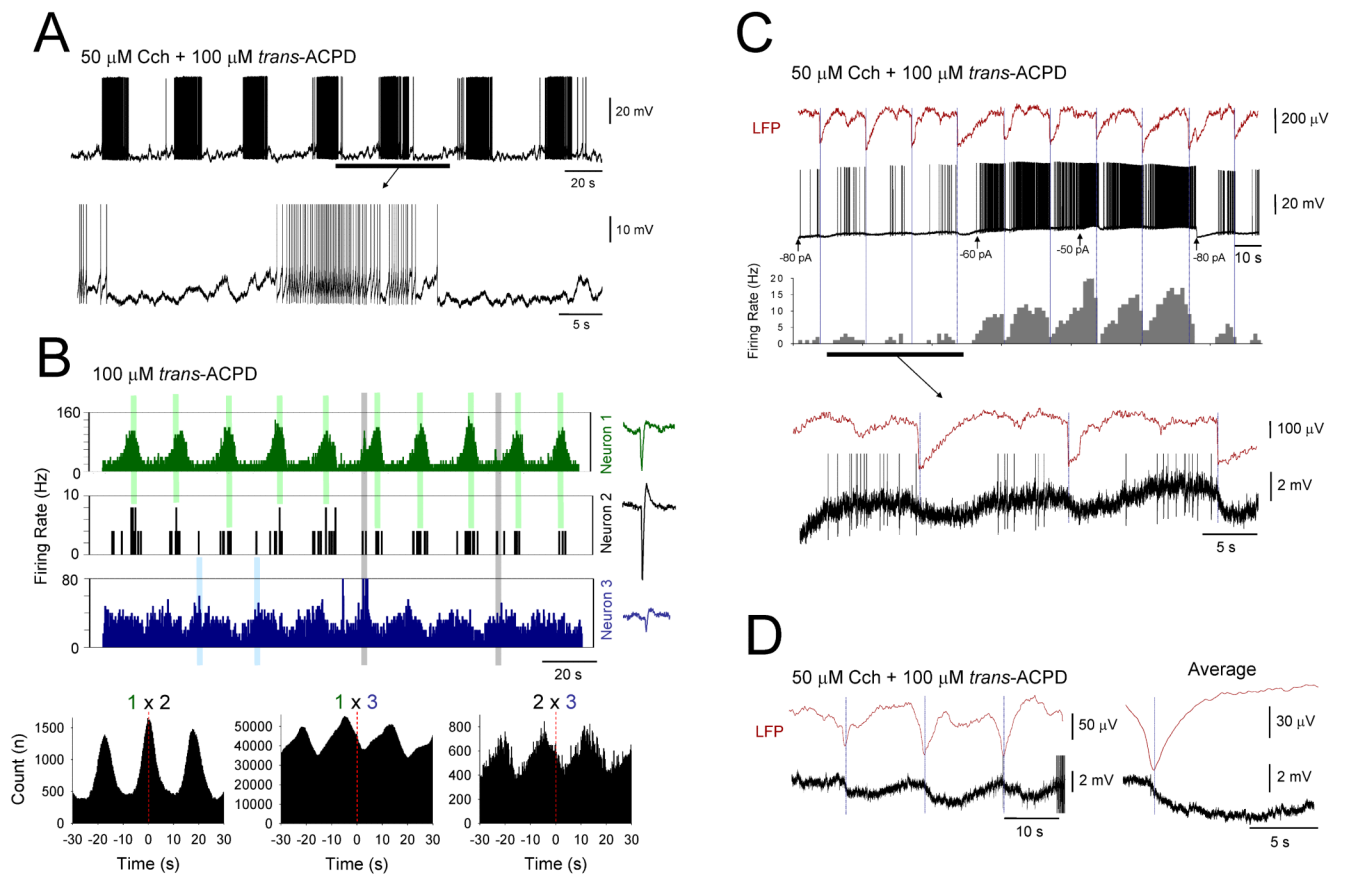 A
50 µM Cch + 100 µM trans-ACPD
20 mV
20 s
10 mV
5 s
B
100 µM trans-ACPD
Firing Rate (Hz)
160
0
Neuron 1
10
0
Neuron 2
80
0
Neuron 3
20 s
1 x 2
1 x 3
2 x 3
Count (n)
1500
1000
500
0
-30 -20 -10 0 10 20 30
Time (s)
50000
40000
30000
20000
10000
0
-30 -20 -10 0 10 20 30
Time (s)
800
600
400
200
0
-30 -20 -10 0 10 20 30
Time (s)
C
50 µM Cch + 100 µM trans-ACPD
LFP
200 µV
20 mV
-80 pA
-60 pA
-50 pA
-80 pA
10 s
Firing Rate (Hz)
20
15
10
5
0
100 µV
2 mV
5 s
D
50 µM Cch + 100 µM trans-ACPD
Average
LFP
50 µV
2 mV
10 s
30 µV
2 mV
5 s